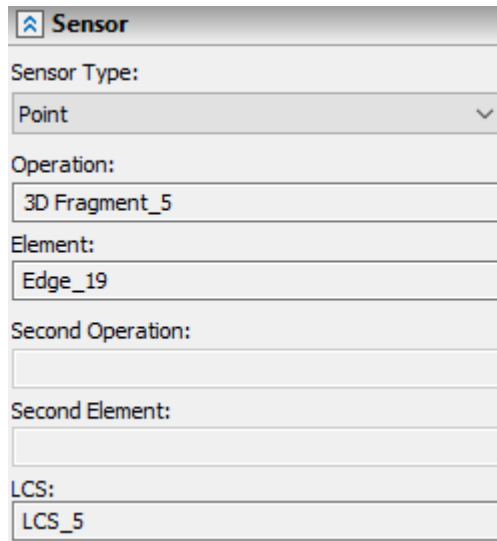 Sensor
Sensor Type:
Point
Operation:
3D Fragment_5
Element:
Edge_19
Second Operation:
Second Element:
LCS:
LCS_5